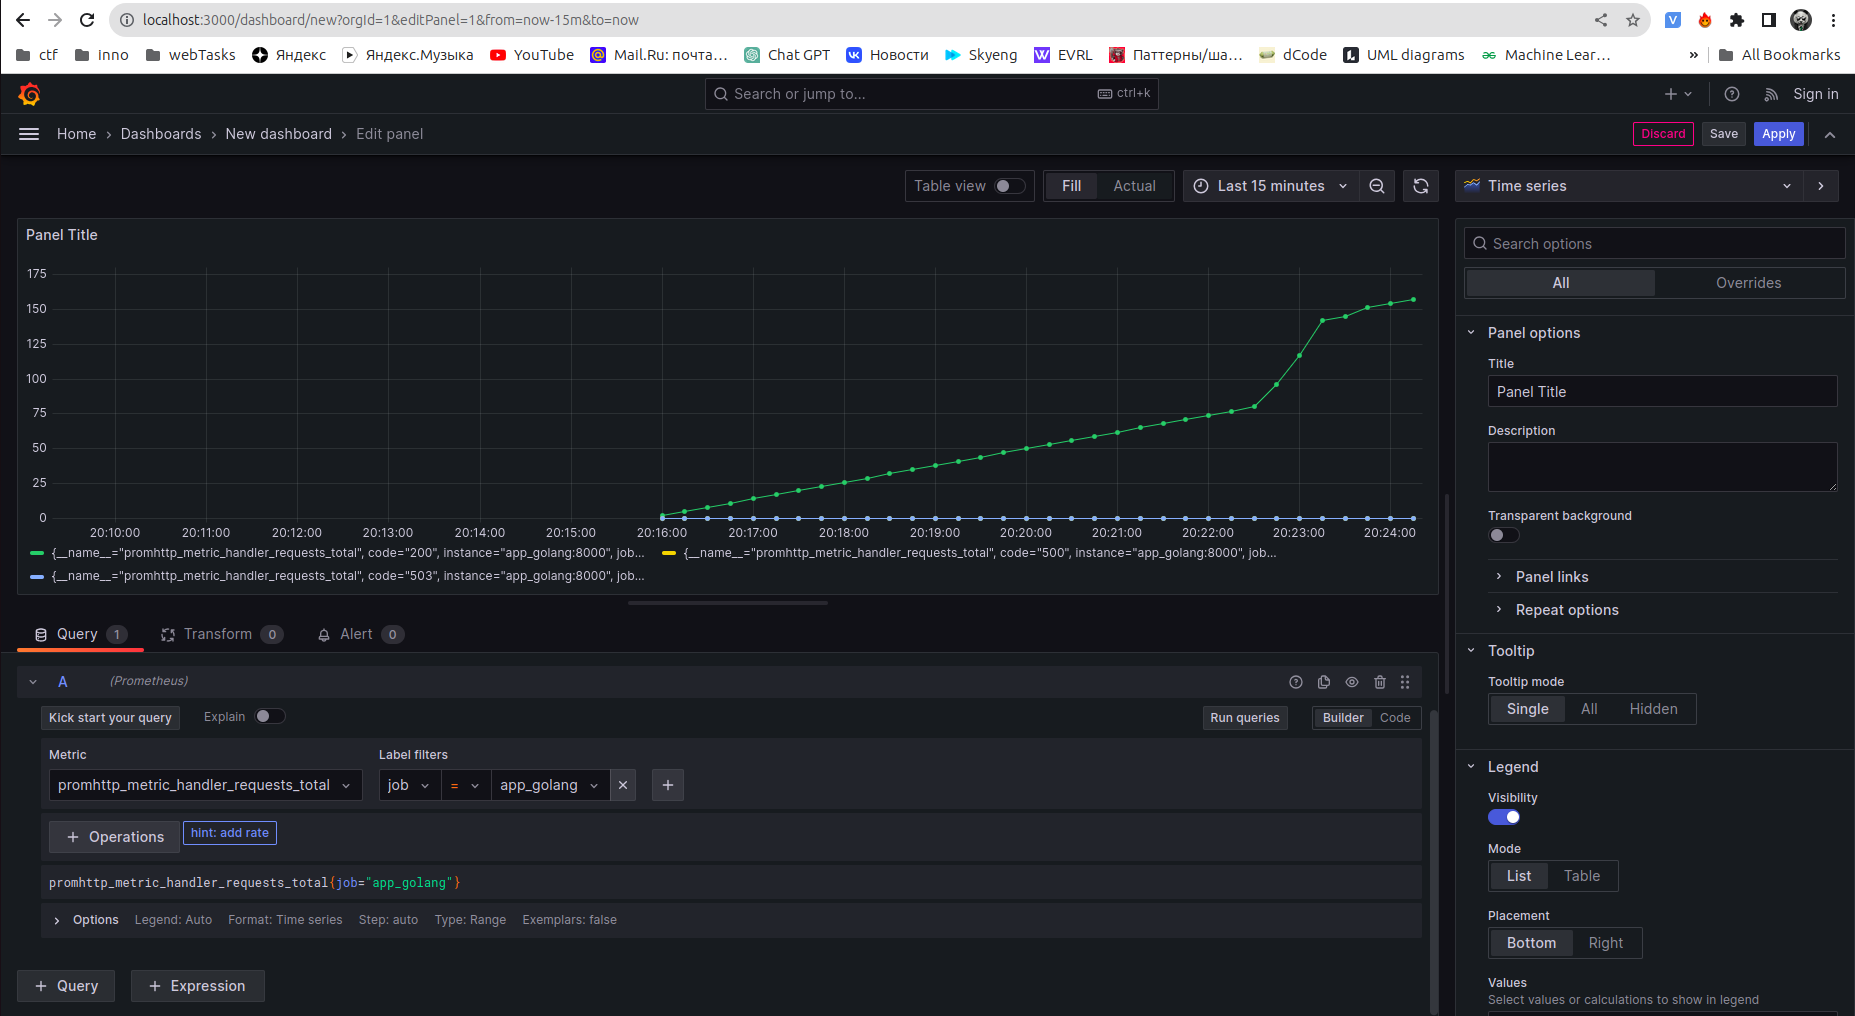 localhost:3000/dashboard/new?orgId=1&editPanel=1&from=now-15m&to=now
ctf inno webTasks Яндекс Яндекс.Музыка YouTube Mail.Ru: почта… Chat GPT Новости Skyeng EVRL Паттерны/ша… dCode UML diagrams Machine Lear… » All Bookmarks
Search or jump to... ctrl+k Sign in
Home › Dashboards › New dashboard › Edit panel Discard Save Apply
Table view Fill Actual Last 15 minutes Time series
Panel Title
175
150
125
100
75
50
25
0
20:10:00 20:11:00 20:12:00 20:13:00 20:14:00 20:15:00 20:16:00 20:17:00 20:18:00 20:19:00 20:20:00 20:21:00 20:22:00 20:23:00 20:24:00
{__name__="promhttp_metric_handler_requests_total", code="200", instance="app_golang:8000", job...
{__name__="promhttp_metric_handler_requests_total", code="500", instance="app_golang:8000", job...
{__name__="promhttp_metric_handler_requests_total", code="503", instance="app_golang:8000", job...
Query 1 Transform 0 Alert 0
A (Prometheus)
Kick start your query Explain Run queries Builder Code
Metric Label filters
promhttp_metric_handler_requests_total job = app_golang
+ Operations hint: add rate
promhttp_metric_handler_requests_total{job="app_golang"}
Options Legend: Auto Format: Time series Step: auto Type: Range Exemplars: false
+ Query + Expression
Search options
All Overrides
Panel options
Title
Panel Title
Description
Transparent background
Panel links
Repeat options
Tooltip
Tooltip mode
Single All Hidden
Legend
Visibility
Mode
List Table
Placement
Bottom Right
Values
Select values or calculations to show in legend